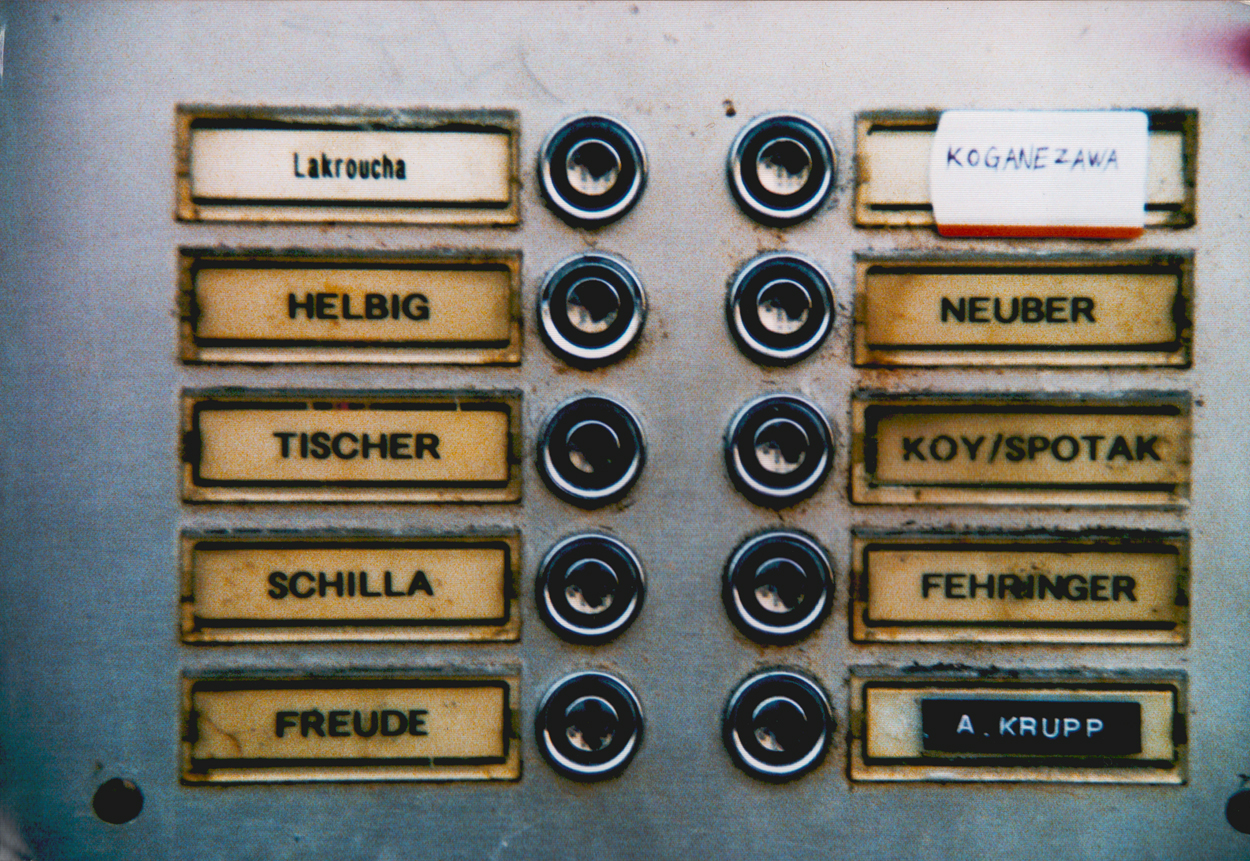 Lakroucha
KOGANEZAWA
HELBIG
NEUBER
TISCHER
KOY/SPOTAK
SCHILLA
FEHRINGER
FREUDE
A. KRUPP